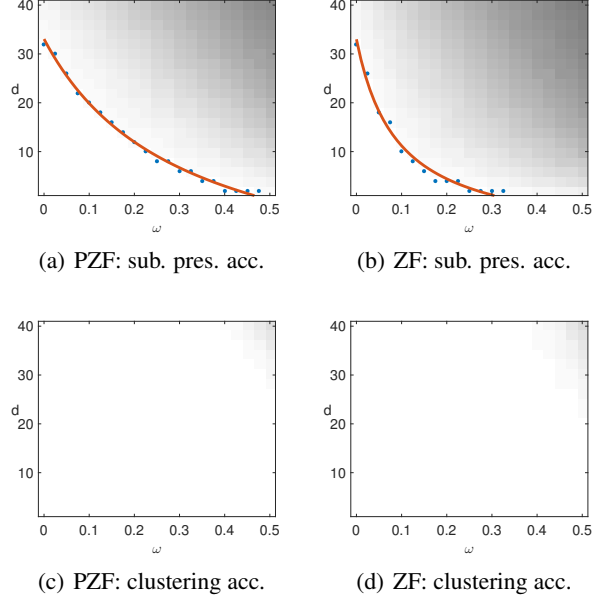 40
30
d
20
10
0 0.1 0.2 0.3 0.4 0.5
ω
(a) PZF: sub. pres. acc.
40
30
d
20
10
0 0.1 0.2 0.3 0.4 0.5
ω
(b) ZF: sub. pres. acc.
40
30
d
20
10
0 0.1 0.2 0.3 0.4 0.5
ω
(c) PZF: clustering acc.
40
30
d
20
10
0 0.1 0.2 0.3 0.4 0.5
ω
(d) ZF: clustering acc.